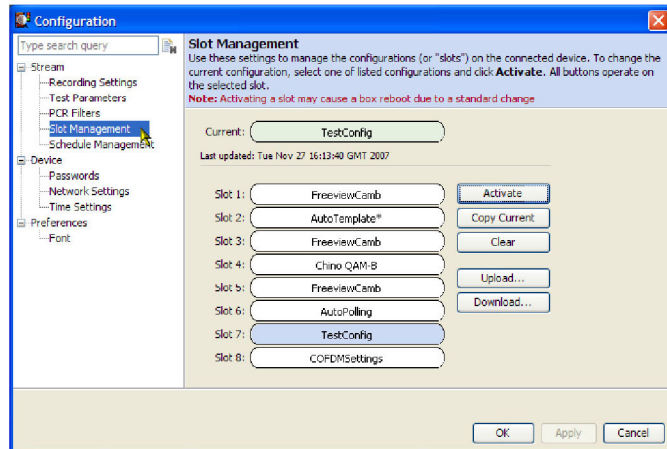 Configuration
Type search query
Stream
Recording Settings
Test Parameters
PCR Filters
Slot Management
Schedule Management
Device
Passwords
Network Settings
Time Settings
Preferences
Font
Slot Management
Use these settings to manage the configurations (or "slots") on the connected device. To change the
current configuration, select one of listed configurations and click Activate. All buttons operate on
the selected slot.
Note: Activating a slot may cause a box reboot due to a standard change
Current: TestConfig
Last updated: Tue Nov 27 16:13:40 GMT 2007
Slot 1: FreeviewCamb
Slot 2: AutoTemplate*
Slot 3: FreeviewCamb
Slot 4: Chino QAM-B
Slot 5: FreeviewCamb
Slot 6: AutoPolling
Slot 7: TestConfig
Slot 8: COFDMSettings
Activate
Copy Current
Clear
Upload...
Download...
OK Apply Cancel